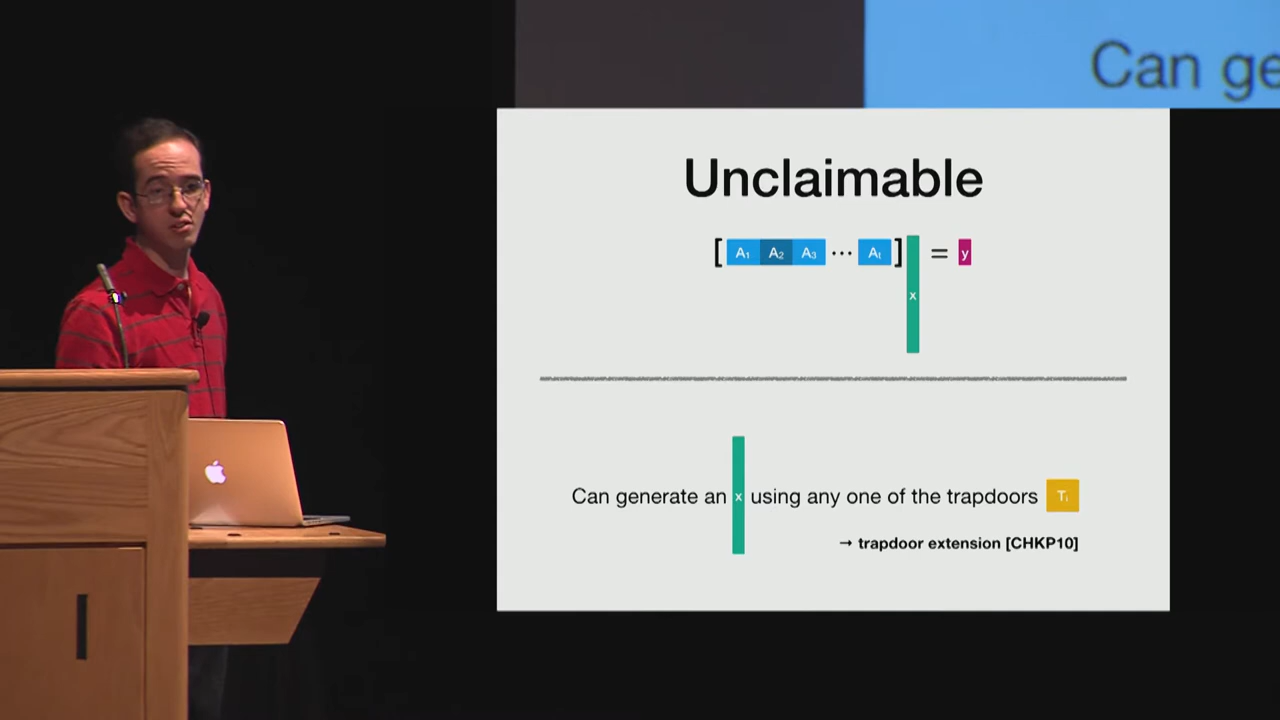 Can ge
Unclaimable
[ A₁ A₂ A₃ ⋯ Aₜ ] x = y
Can generate an x using any one of the trapdoors Tᵢ
→ trapdoor extension [CHKP10]